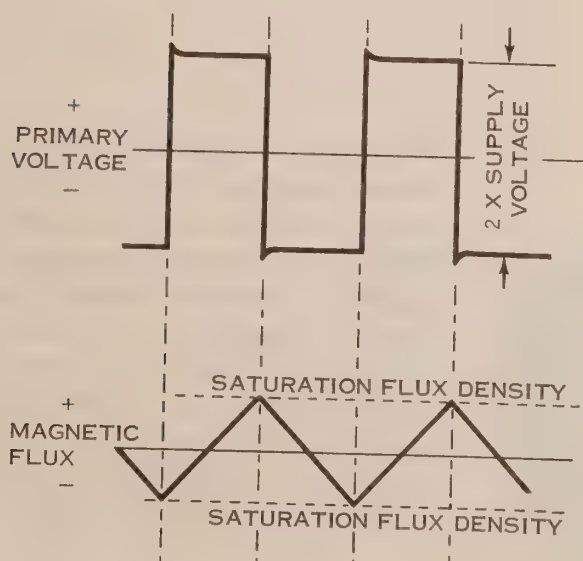 +
PRIMARY
VOLTAGE
−
2 X SUPPLY
VOLTAGE
SATURATION FLUX DENSITY
+
MAGNETIC
FLUX
−
SATURATION FLUX DENSITY